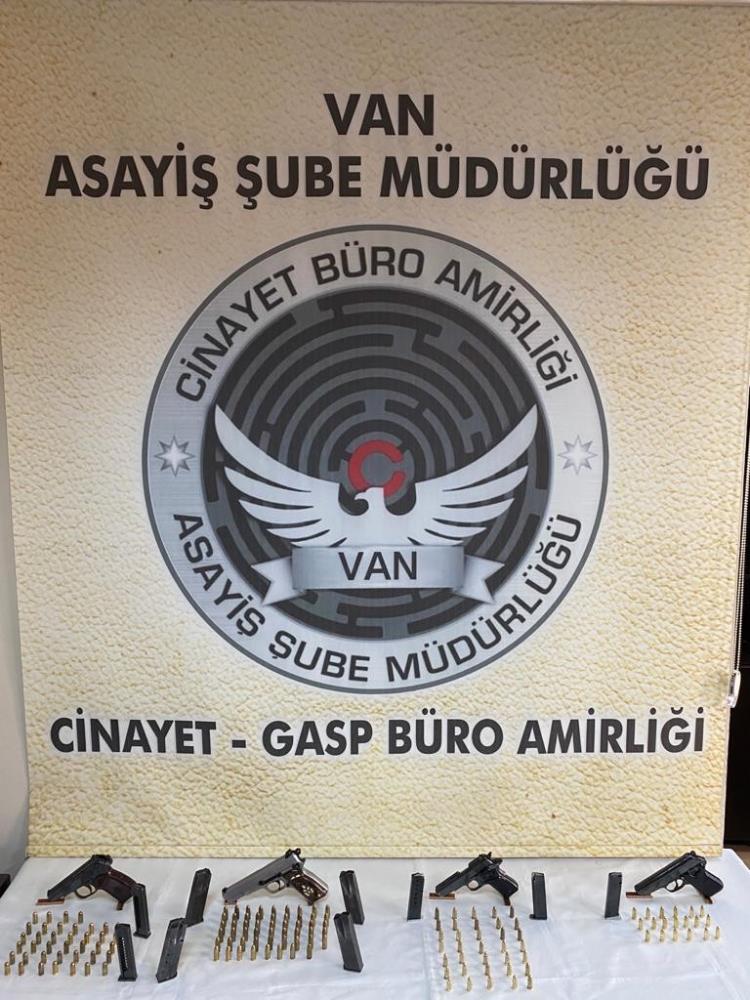 VAN
ASAYİŞ ŞUBE MÜDÜRLÜĞÜ
CİNAYET BÜRO AMİRLİĞİ
VAN
ASAYİŞ ŞUBE MÜDÜRLÜĞÜ
CİNAYET - GASP BÜRO AMİRLİĞİ